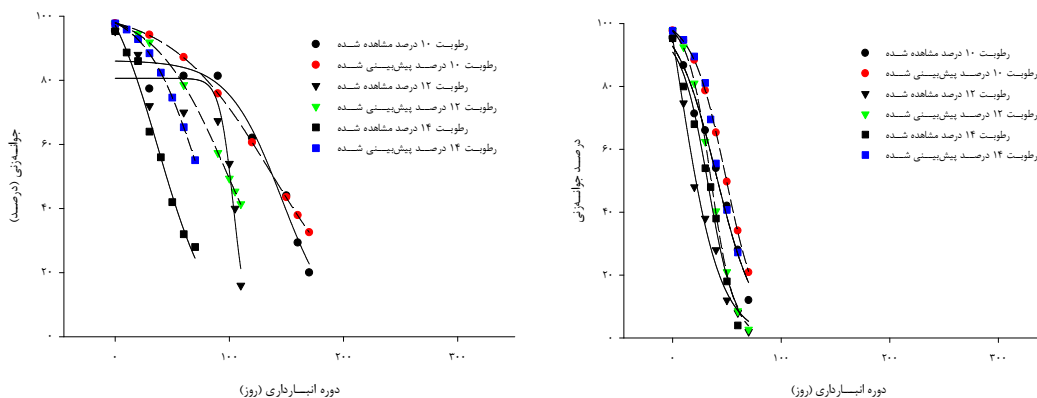 ۱۰۰
۸۰
۶۰
۴۰
۲۰
۰
جوانه‌زنی (درصد)
۰
۱۰۰
۲۰۰
۳۰۰
دوره انبارداری (روز)
رطوبت ۱۰ درصد مشاهده شده
رطوبت ۱۰ درصد پیش‌بینی شده
رطوبت ۱۲ درصد مشاهده شده
رطوبت ۱۲ درصد پیش‌بینی شده
رطوبت ۱۴ درصد مشاهده شده
رطوبت ۱۴ درصد پیش‌بینی شده
۱۰۰
۸۰
۶۰
۴۰
۲۰
۰
درصد جوانه‌زنی
۰
۱۰۰
۲۰۰
۳۰۰
دوره انبارداری (روز)
رطوبت ۱۰ درصد مشاهده شده
رطوبت ۱۰ درصد پیش‌بینی شده
رطوبت ۱۲ درصد مشاهده شده
رطوبت ۱۲ درصد پیش‌بینی شده
رطوبت ۱۴ درصد مشاهده شده
رطوبت ۱۴ درصد پیش‌بینی شده